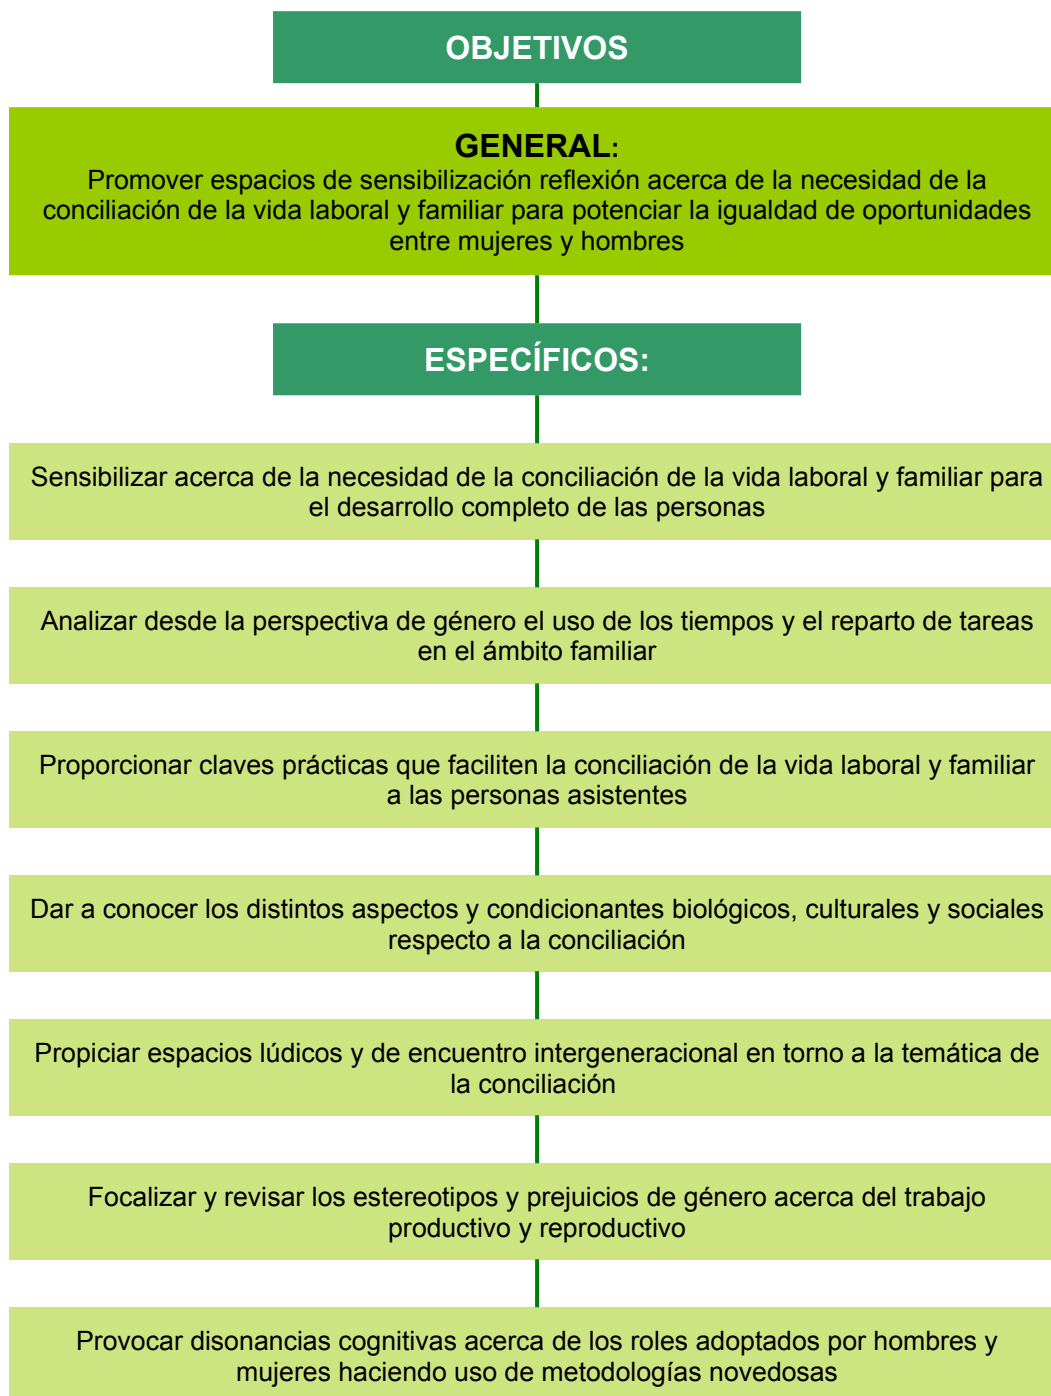 OBJETIVOS
GENERAL:
Promover espacios de sensibilización reflexión acerca de la necesidad de la
conciliación de la vida laboral y familiar para potenciar la igualdad de oportunidades
entre mujeres y hombres
ESPECÍFICOS:
Sensibilizar acerca de la necesidad de la conciliación de la vida laboral y familiar para
el desarrollo completo de las personas
Analizar desde la perspectiva de género el uso de los tiempos y el reparto de tareas
en el ámbito familiar
Proporcionar claves prácticas que faciliten la conciliación de la vida laboral y familiar
a las personas asistentes
Dar a conocer los distintos aspectos y condicionantes biológicos, culturales y sociales
respecto a la conciliación
Propiciar espacios lúdicos y de encuentro intergeneracional en torno a la temática de
la conciliación
Focalizar y revisar los estereotipos y prejuicios de género acerca del trabajo
productivo y reproductivo
Provocar disonancias cognitivas acerca de los roles adoptados por hombres y
mujeres haciendo uso de metodologías novedosas